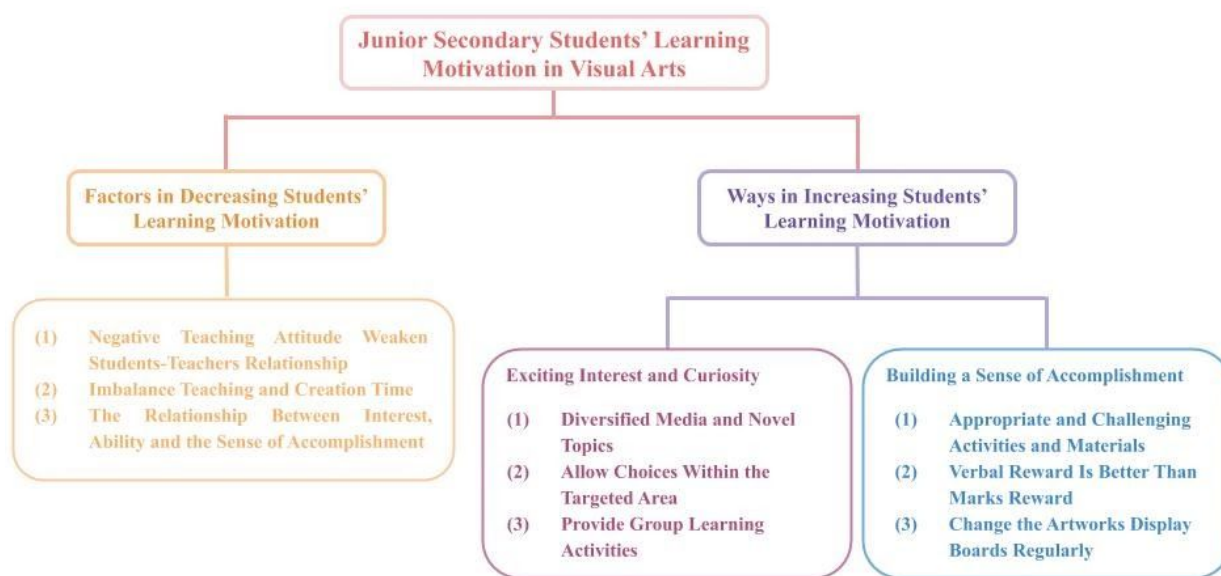 Junior Secondary Students' Learning
Motivation in Visual Arts
Factors in Decreasing Students'
Learning Motivation
(1) Negative Teaching Attitude Weaken
Students-Teachers Relationship
(2) Imbalance Teaching and Creation Time
(3) The Relationship Between Interest,
Ability and the Sense of Accomplishment
Ways in Increasing Students'
Learning Motivation
Exciting Interest and Curiosity
(1) Diversified Media and Novel
Topics
(2) Allow Choices Within the
Targeted Area
(3) Provide Group Learning
Activities
Building a Sense of Accomplishment
(1) Appropriate and Challenging
Activities and Materials
(2) Verbal Reward Is Better Than
Marks Reward
(3) Change the Artworks Display
Boards Regularly